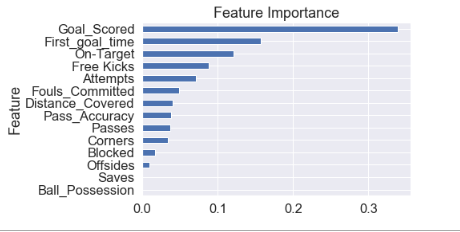 Feature Importance
Goal_Scored
First_goal_time
On-Target
Free Kicks
Attempts
Fouls_Committed
Distance_Covered
Pass_Accuracy
Passes
Corners
Blocked
Offsides
Saves
Ball_Possession
Feature
0.0 0.1 0.2 0.3